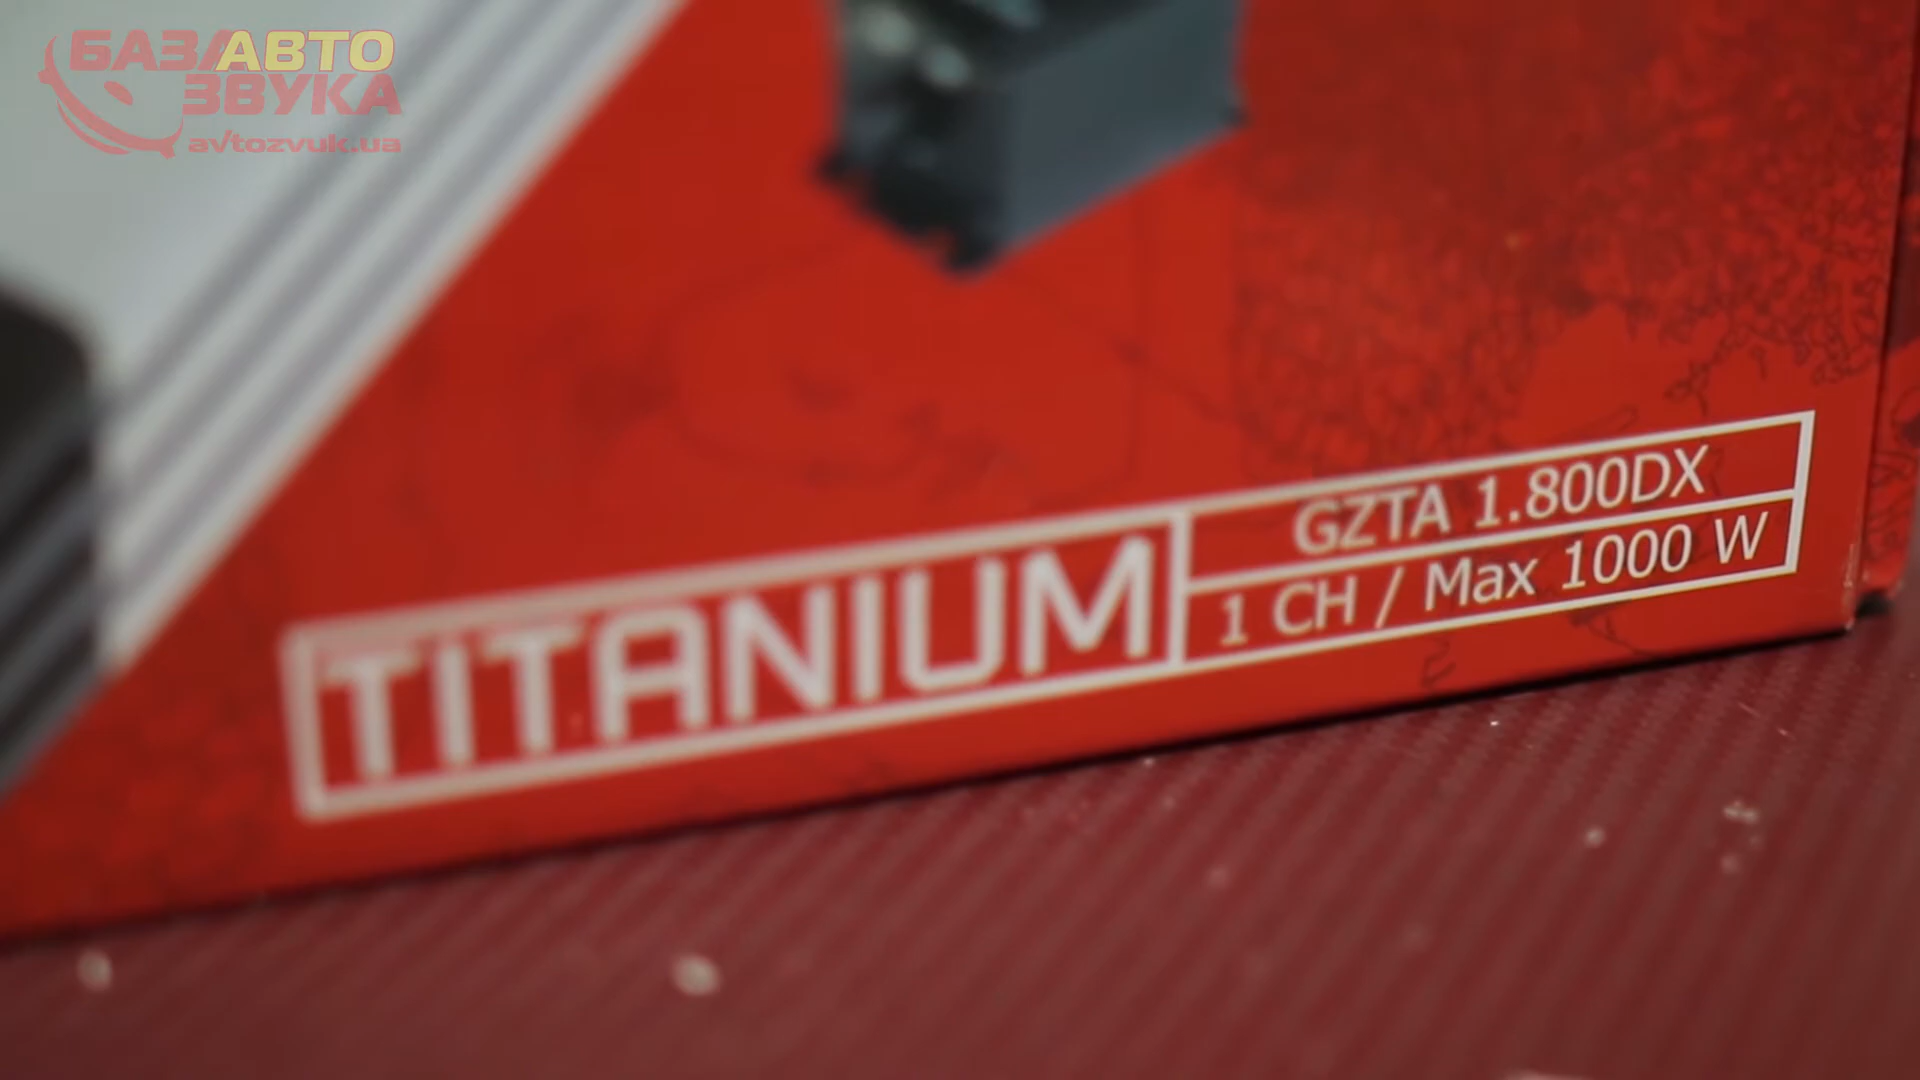 БАЗА АВТО
ЗВУКА
avtozvuk.ua
TITANIUM
GZTA 1.800DX
1 CH / Max 1000 W